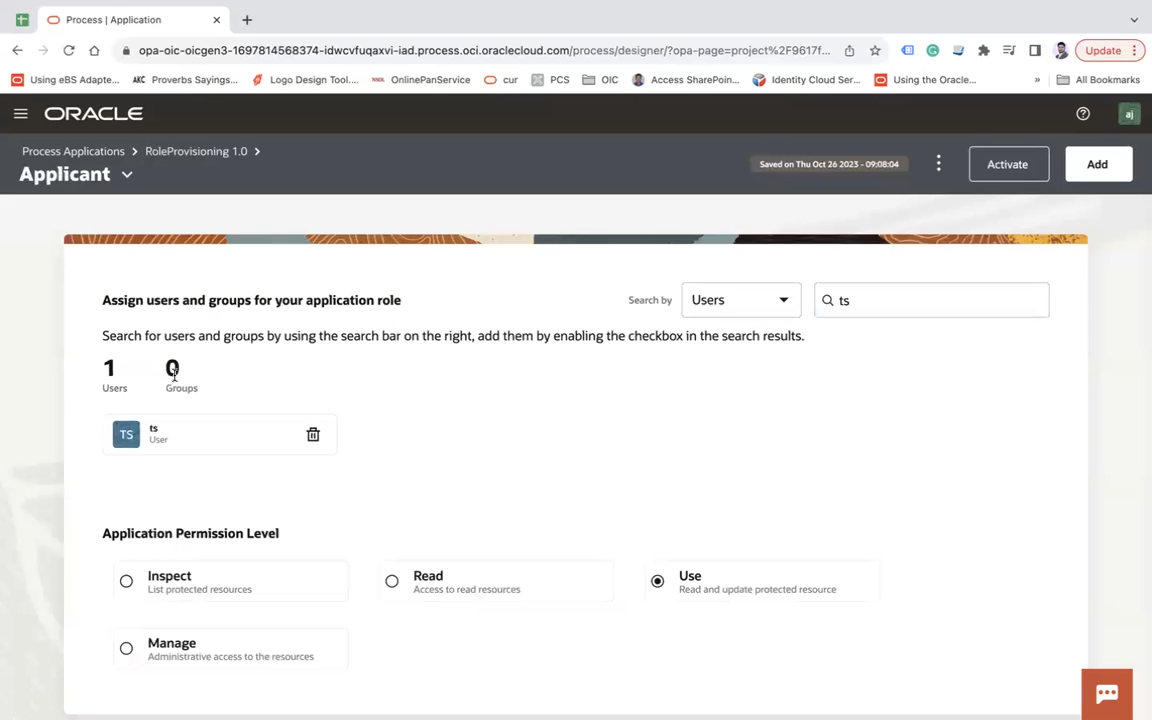 Process | Application
opa-oic-oicgen3-1697814568374-idwcvfuqaxvi-iad.process.oci.oraclecloud.com/process/designer/?opa-page=project%2F9617f...
Update
Using eBS Adapte...
AKC Proverbs Sayings...
Logo Design Tool....
OnlinePanService
cur
PCS
OIC
Access SharePoin...
Identity Cloud Ser...
Using the Oracle...
»
All Bookmarks
ORACLE
aj
Process Applications > RoleProvisioning 1.0 >
Applicant
Saved on Thu Oct 26 2023 - 09:08:04
Activate
Add
Assign users and groups for your application role
Search by
Users
ts
Search for users and groups by using the search bar on the right, add them by enabling the checkbox in the search results.
1 0
Users Groups
TS
ts
User
Application Permission Level
Inspect
List protected resources
Read
Access to read resources
Use
Read and update protected resource
Manage
Administrative access to the resources